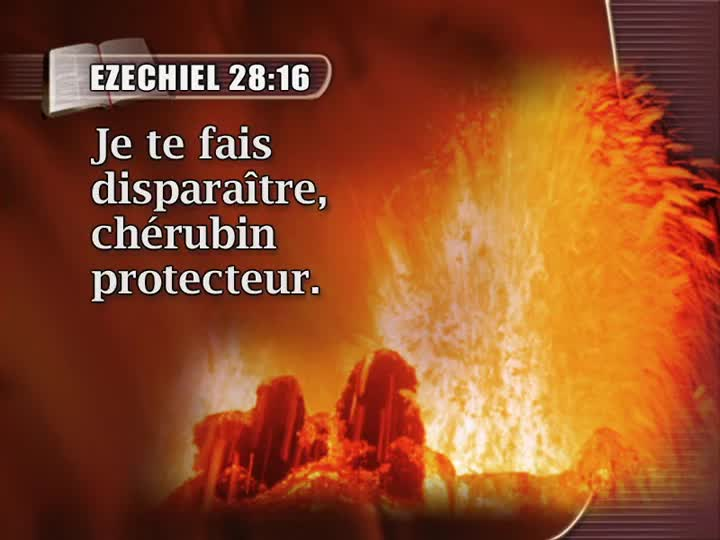 EZECHIEL 28:16
Je te fais
disparaître,
chérubin
protecteur.